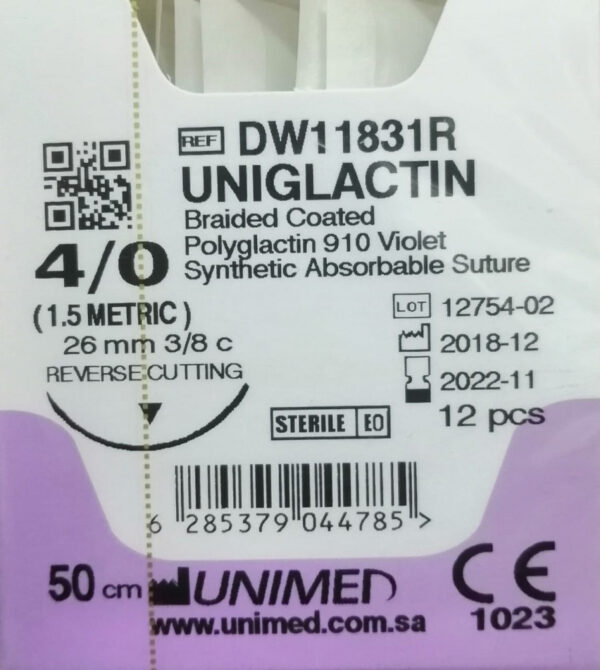 REF DW11831R
UNIGLACTIN
Braided Coated
Polyglactin 910 Violet
Synthetic Absorbable Suture
4/0
(1.5 METRIC)
26 mm 3/8 c
REVERSE CUTTING
LOT 12754-02
2018-12
2022-11
12 pcs
STERILE EO
6 285379 044785 >
50 cm
UNIMED
www.unimed.com.sa
CE
1023